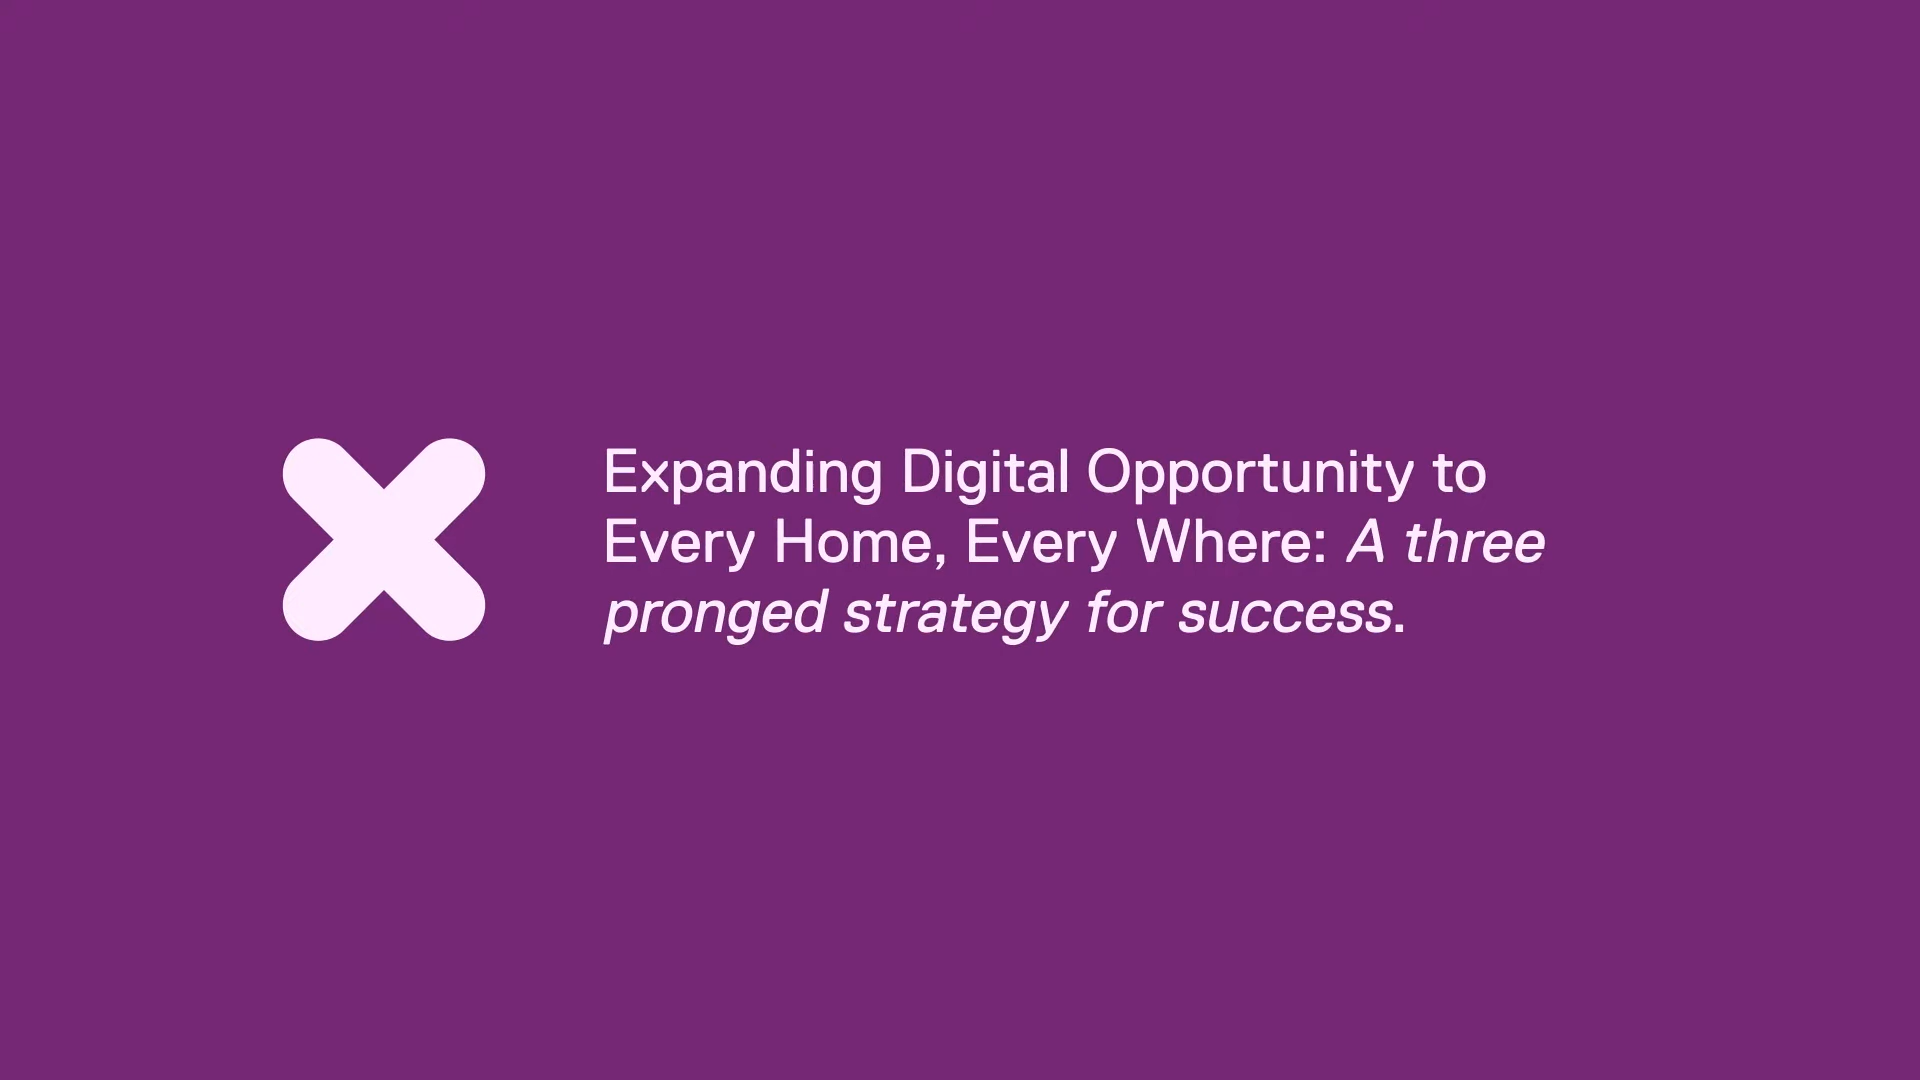 Expanding Digital Opportunity to
Every Home, Every Where: A three
pronged strategy for success.